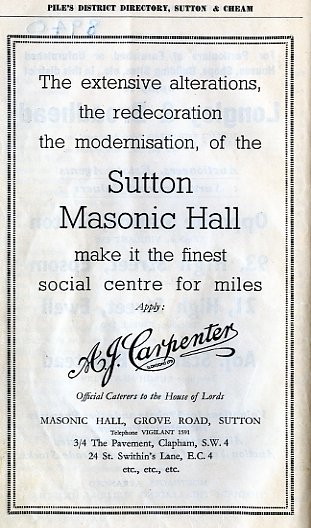 PILE'S DISTRICT DIRECTORY, SUTTON & CHEAM
The extensive alterations,
the redecoration
the modernisation, of the
Sutton
Masonic Hall
make it the finest
social centre for miles
Apply:
A. J. Carpenter
(LONDON) LTD
Official Caterers to the House of Lords
MASONIC HALL, GROVE ROAD, SUTTON
Telephone VIGILANT 1591
3/4 The Pavement, Clapham, S.W. 4
24 St. Swithin's Lane, E.C. 4
etc., etc., etc.